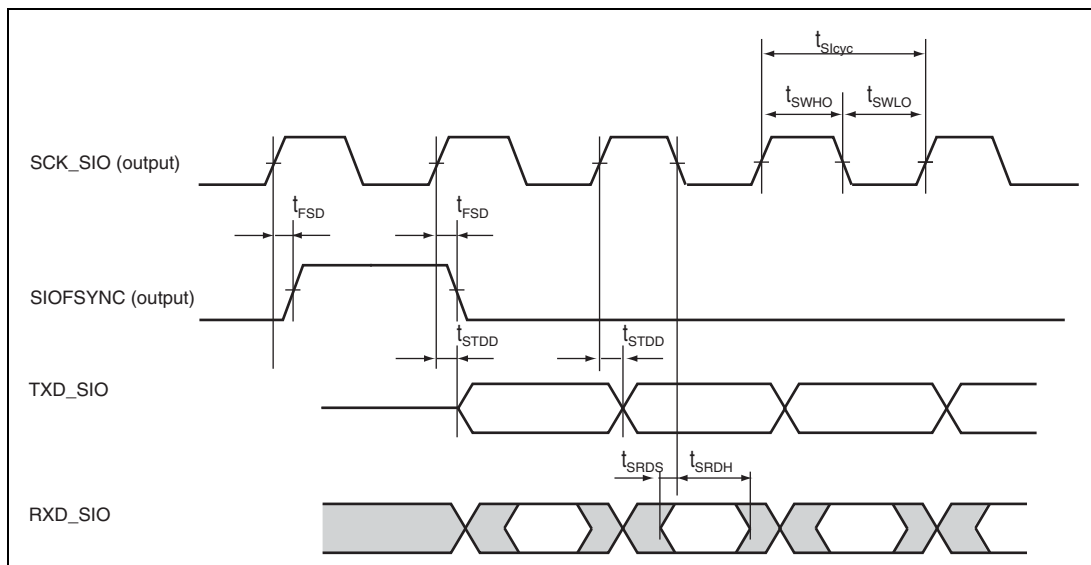 tSIcyc
tSWHO tSWLO
SCK_SIO (output)
tFSD tFSD
SIOFSYNC (output)
tSTDD tSTDD
TXD_SIO
tSRDS tSRDH
RXD_SIO